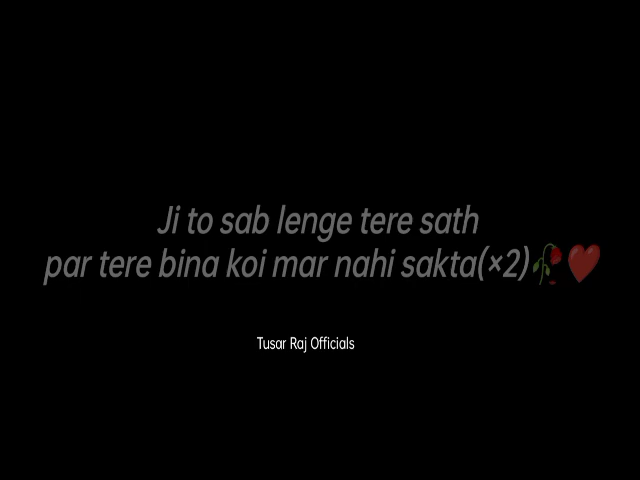 Ji to sab lenge tere sath
par tere bina koi mar nahi sakta(×2)🥀❤️
Tusar Raj Officials